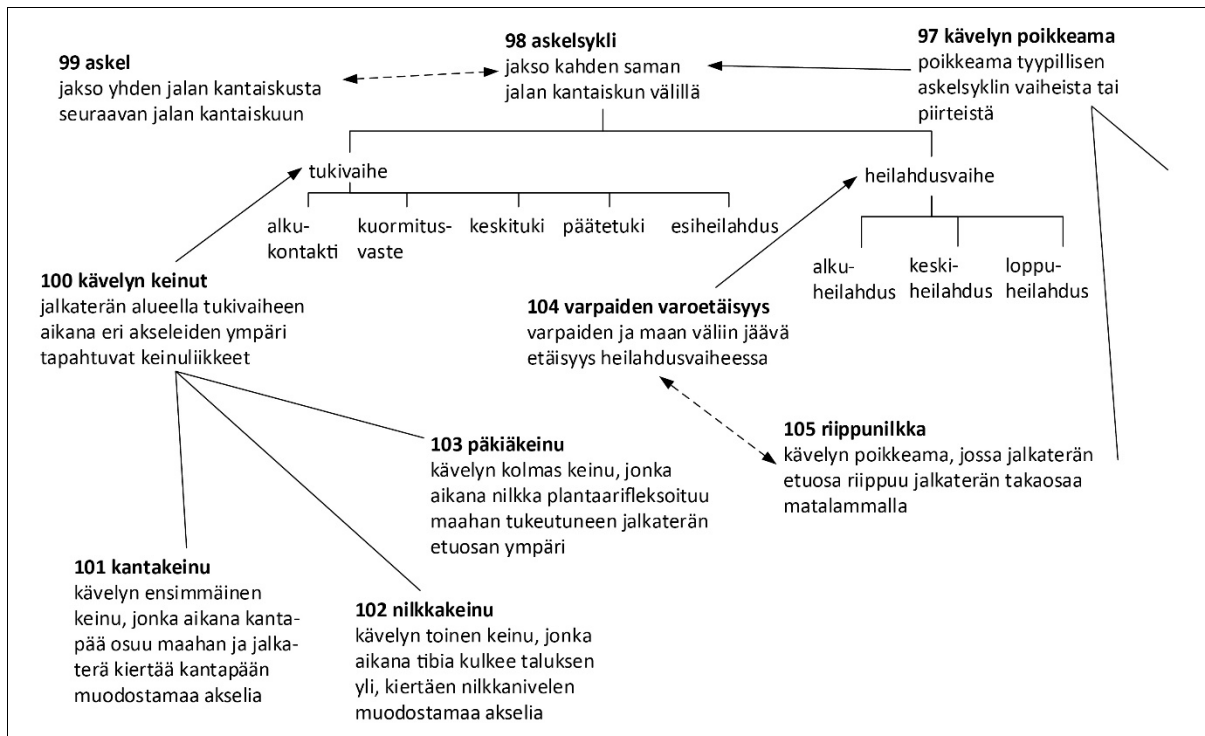 99 askel
jakso yhden jalan kantaiskusta
seuraavan jalan kantaiskuun
98 askelsykli
jakso kahden saman
jalan kantaiskun välillä
97 kävelyn poikkeama
poikkeama tyypillisen
askelsyklin vaiheista tai
piirteistä
tukivaihe
heilahdusvaihe
alku-
kontakti
kuormitus-
vaste
keskituki
päätetuki
esiheilahdus
alku-
heilahdus
keski-
heilahdus
loppu-
heilahdus
100 kävelyn keinut
jalkaterän alueella tukivaiheen
aikana eri akseleiden ympäri
tapahtuvat keinuliikkeet
104 varpaiden varoetäisyys
varpaiden ja maan väliin jäävä
etäisyys heilahdusvaiheessa
103 päkiäkeinu
kävelyn kolmas keinu, jonka
aikana nilkka plantaarifleksoituu
maahan tukeutuneen jalkaterän
etuosan ympäri
105 riippunilkka
kävelyn poikkeama, jossa jalkaterän
etuosa riippuu jalkaterän takaosaa
matalammalla
101 kantakeinu
kävelyn ensimmäinen
keinu, jonka aikana kanta-
pää osuu maahan ja jalka-
terä kiertää kantapään
muodostamaa akselia
102 nilkkakeinu
kävelyn toinen keinu, jonka
aikana tibia kulkee taluksen
yli, kiertäen nilkkanivelen
muodostamaa akselia